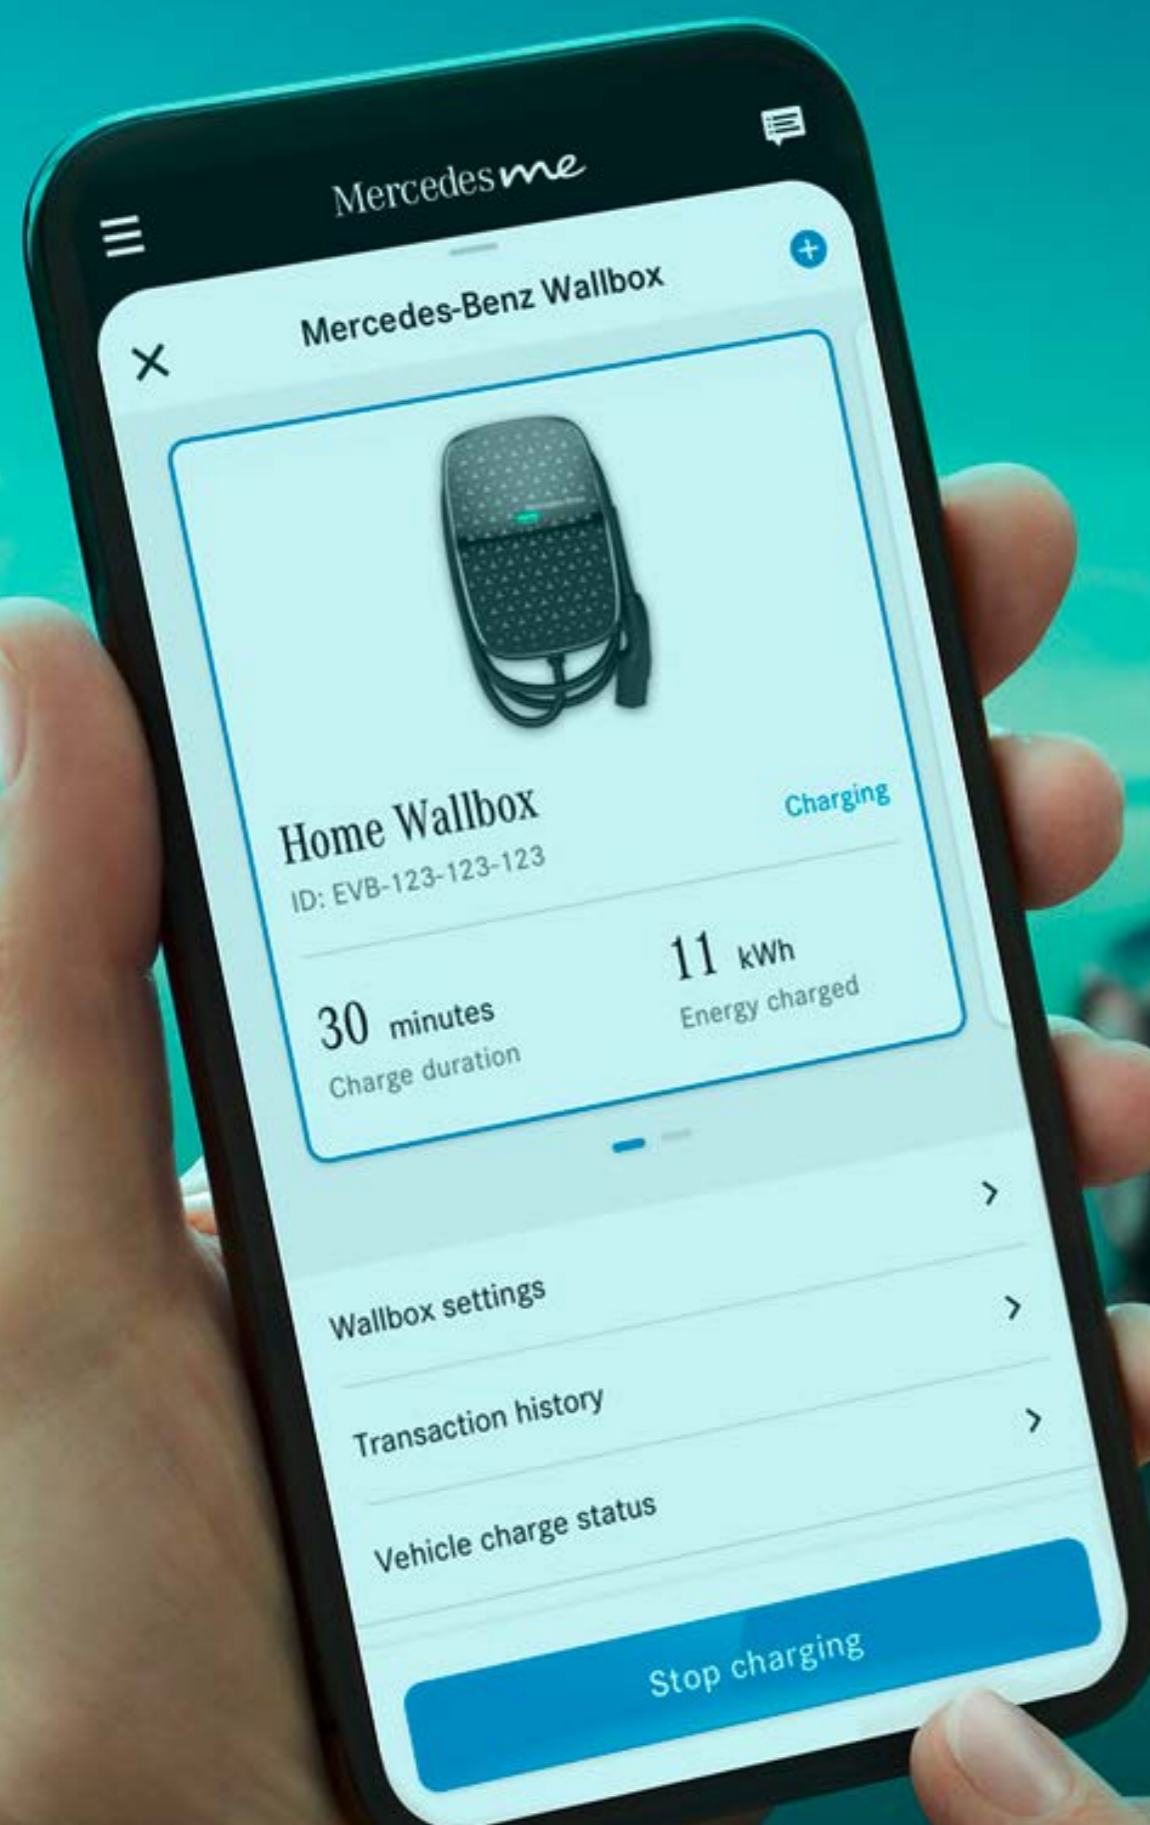 Mercedes me
Mercedes-Benz Wallbox
Home Wallbox
Charging
ID: EVB-123-123-123
30 minutes
11 kWh
Charge duration
Energy charged
Wallbox settings
Transaction history
Vehicle charge status
Stop charging